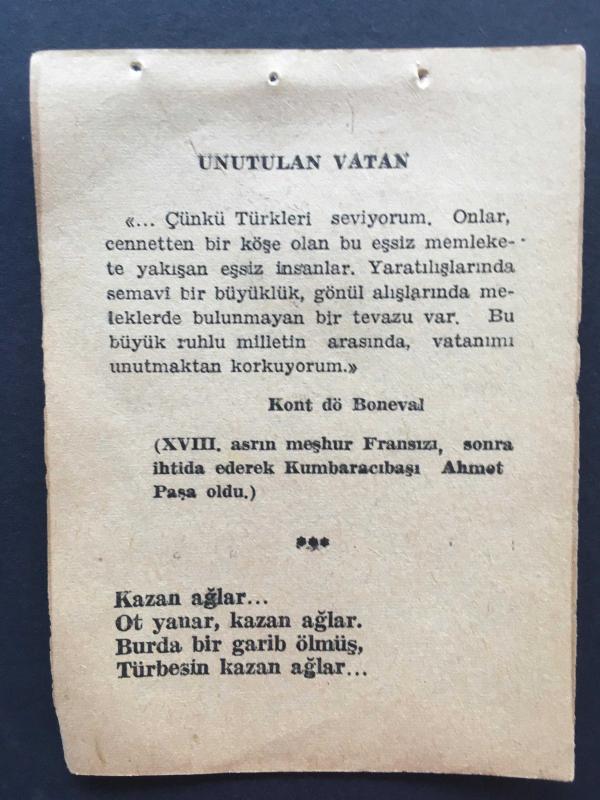 UNUTULAN VATAN
«... Çünkü Türkleri seviyorum. Onlar,
cennetten bir köşe olan bu eşsiz memleke-
te yakışan eşsiz insanlar. Yaratılışlarında
semavî bir büyüklük, gönül alışlarında me-
leklerde bulunmayan bir tevazu var. Bu
büyük ruhlu milletin arasında, vatanımı
unutmaktan korkuyorum.»
Kont dö Boneval
(XVIII. asrın meşhur Fransızı, sonra
ihtida ederek Kumbaracıbaşı Ahmet
Paşa oldu.)
***
Kazan ağlar...
Ot yanar, kazan ağlar.
Burda bir garib ölmüş,
Türbesin kazan ağlar...